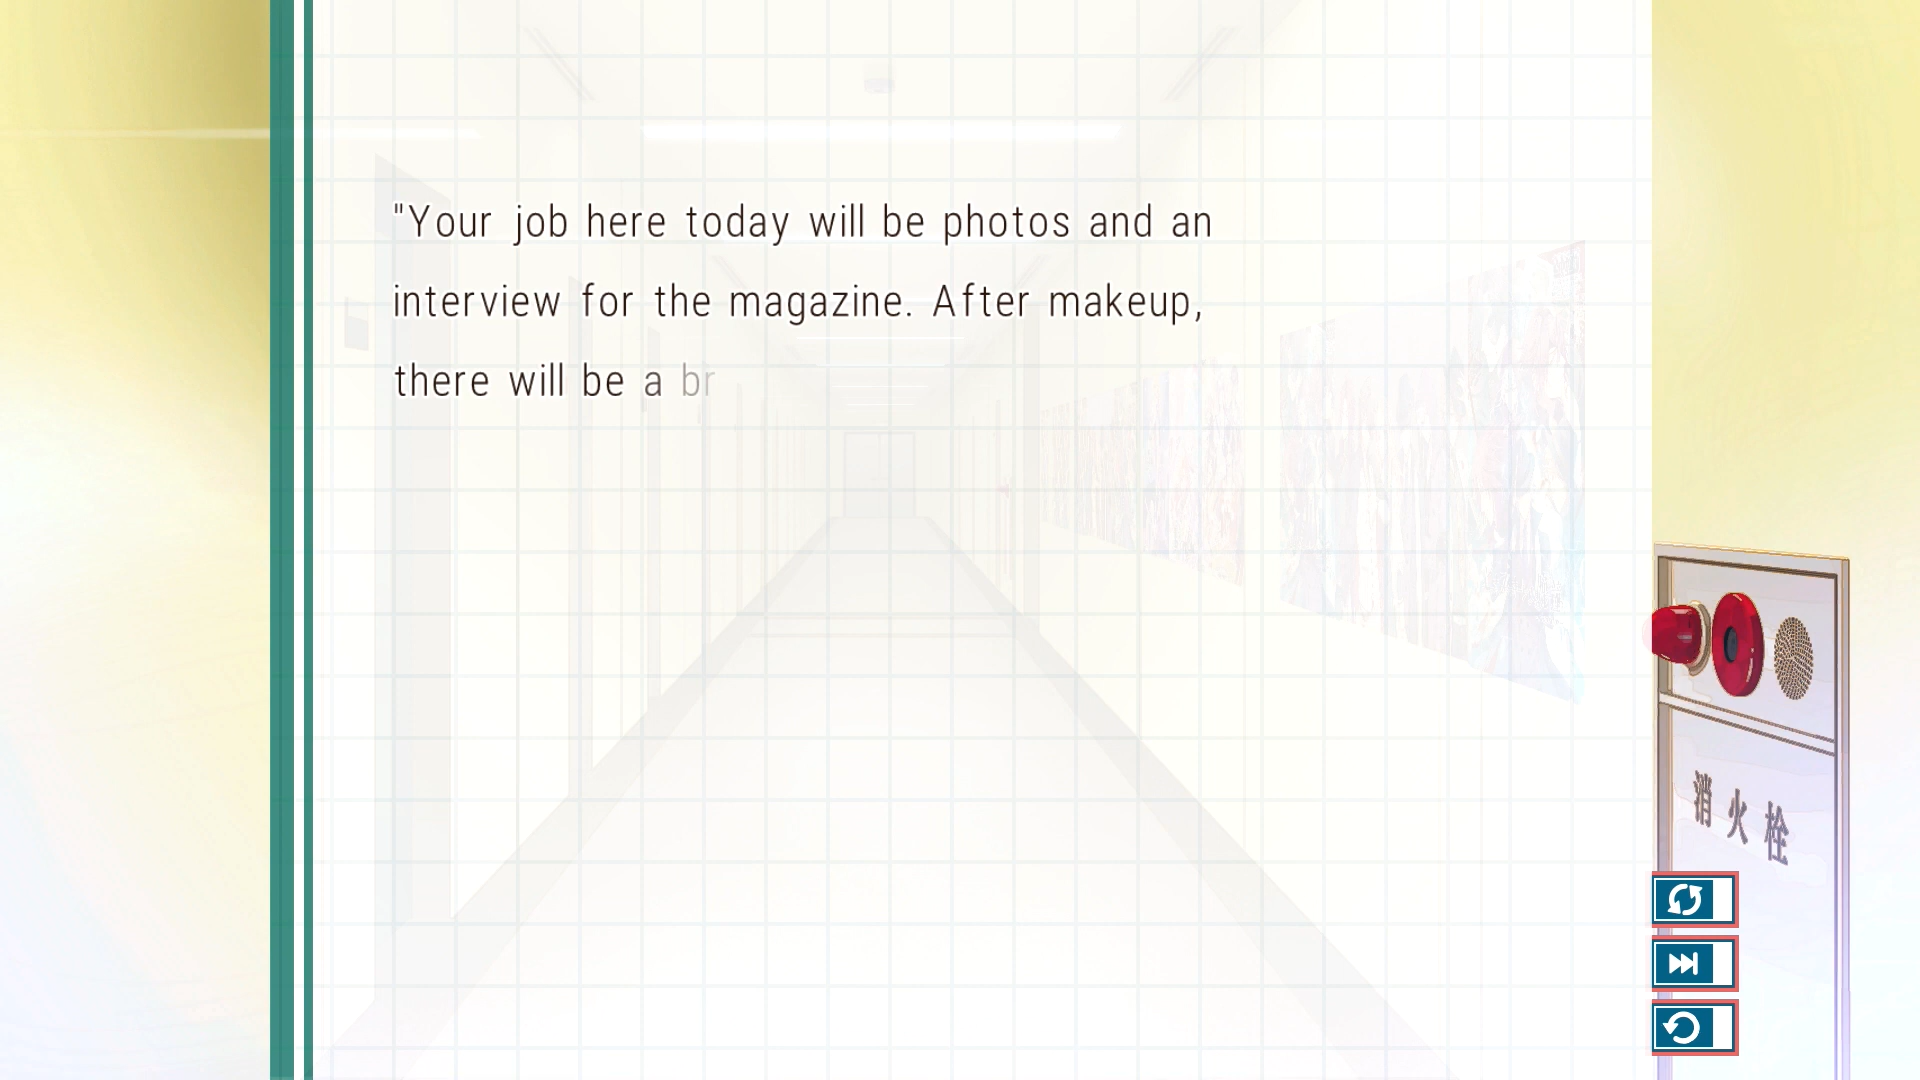 "Your job here today will be photos and an
interview for the magazine. After makeup,
there will be a br
消火栓